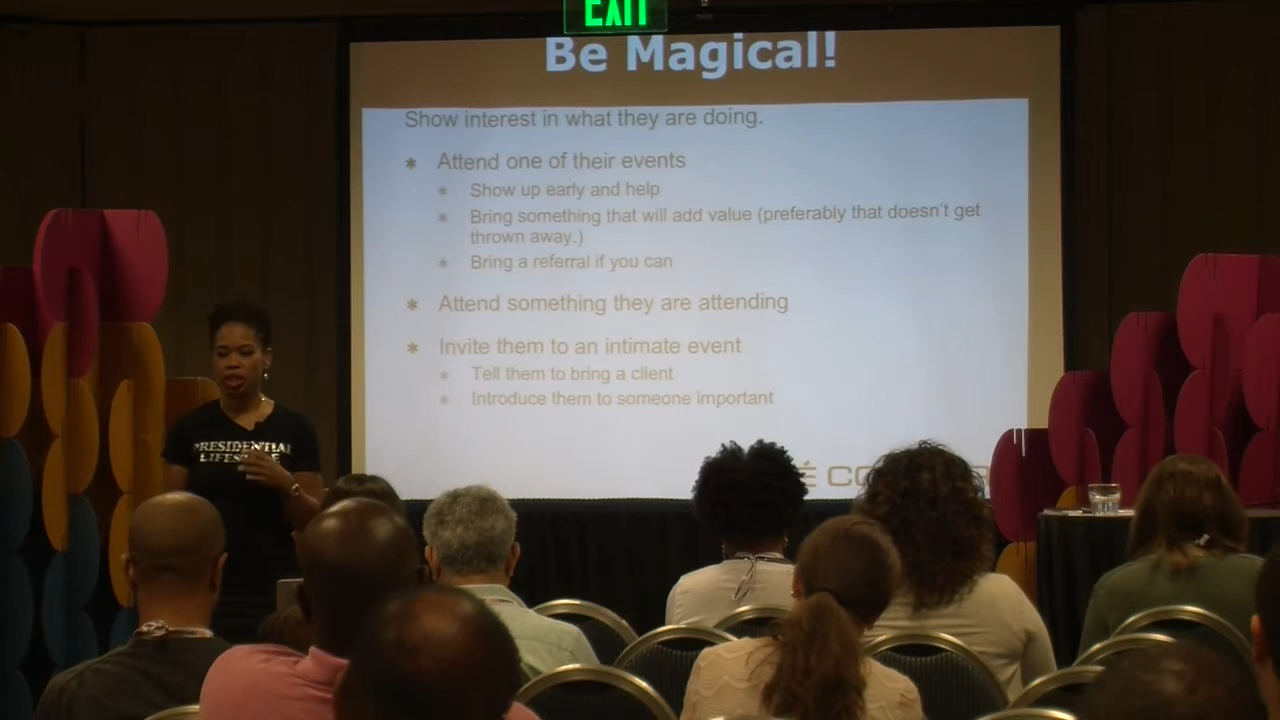 EXIT
Be Magical!
Show interest in what they are doing.
* Attend one of their events
* Show up early and help
* Bring something that will add value (preferably that doesn't get
thrown away.)
* Bring a referral if you can
* Attend something they are attending
* Invite them to an intimate event
* Tell them to bring a client
* Introduce them to someone important
PRESIDENTIAL